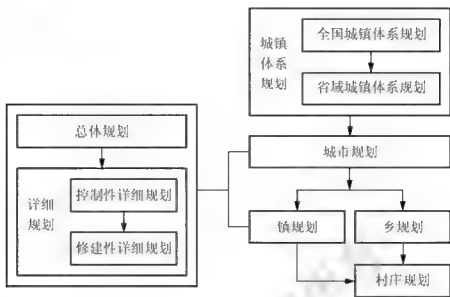 城镇
体系
规划
全国城镇体系规划
省域城镇体系规划
总体规划
详细
规划
控制性详细规划
修建性详细规划
城市规划
镇规划
乡规划
村庄规划